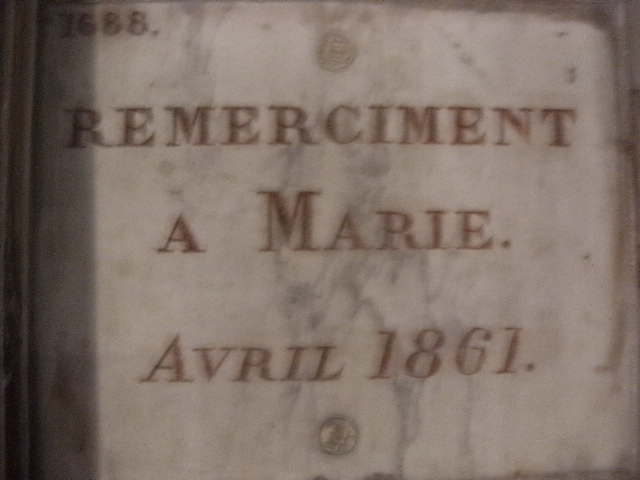 1688.
REMERCIMENT
A MARIE.
AVRIL 1861.